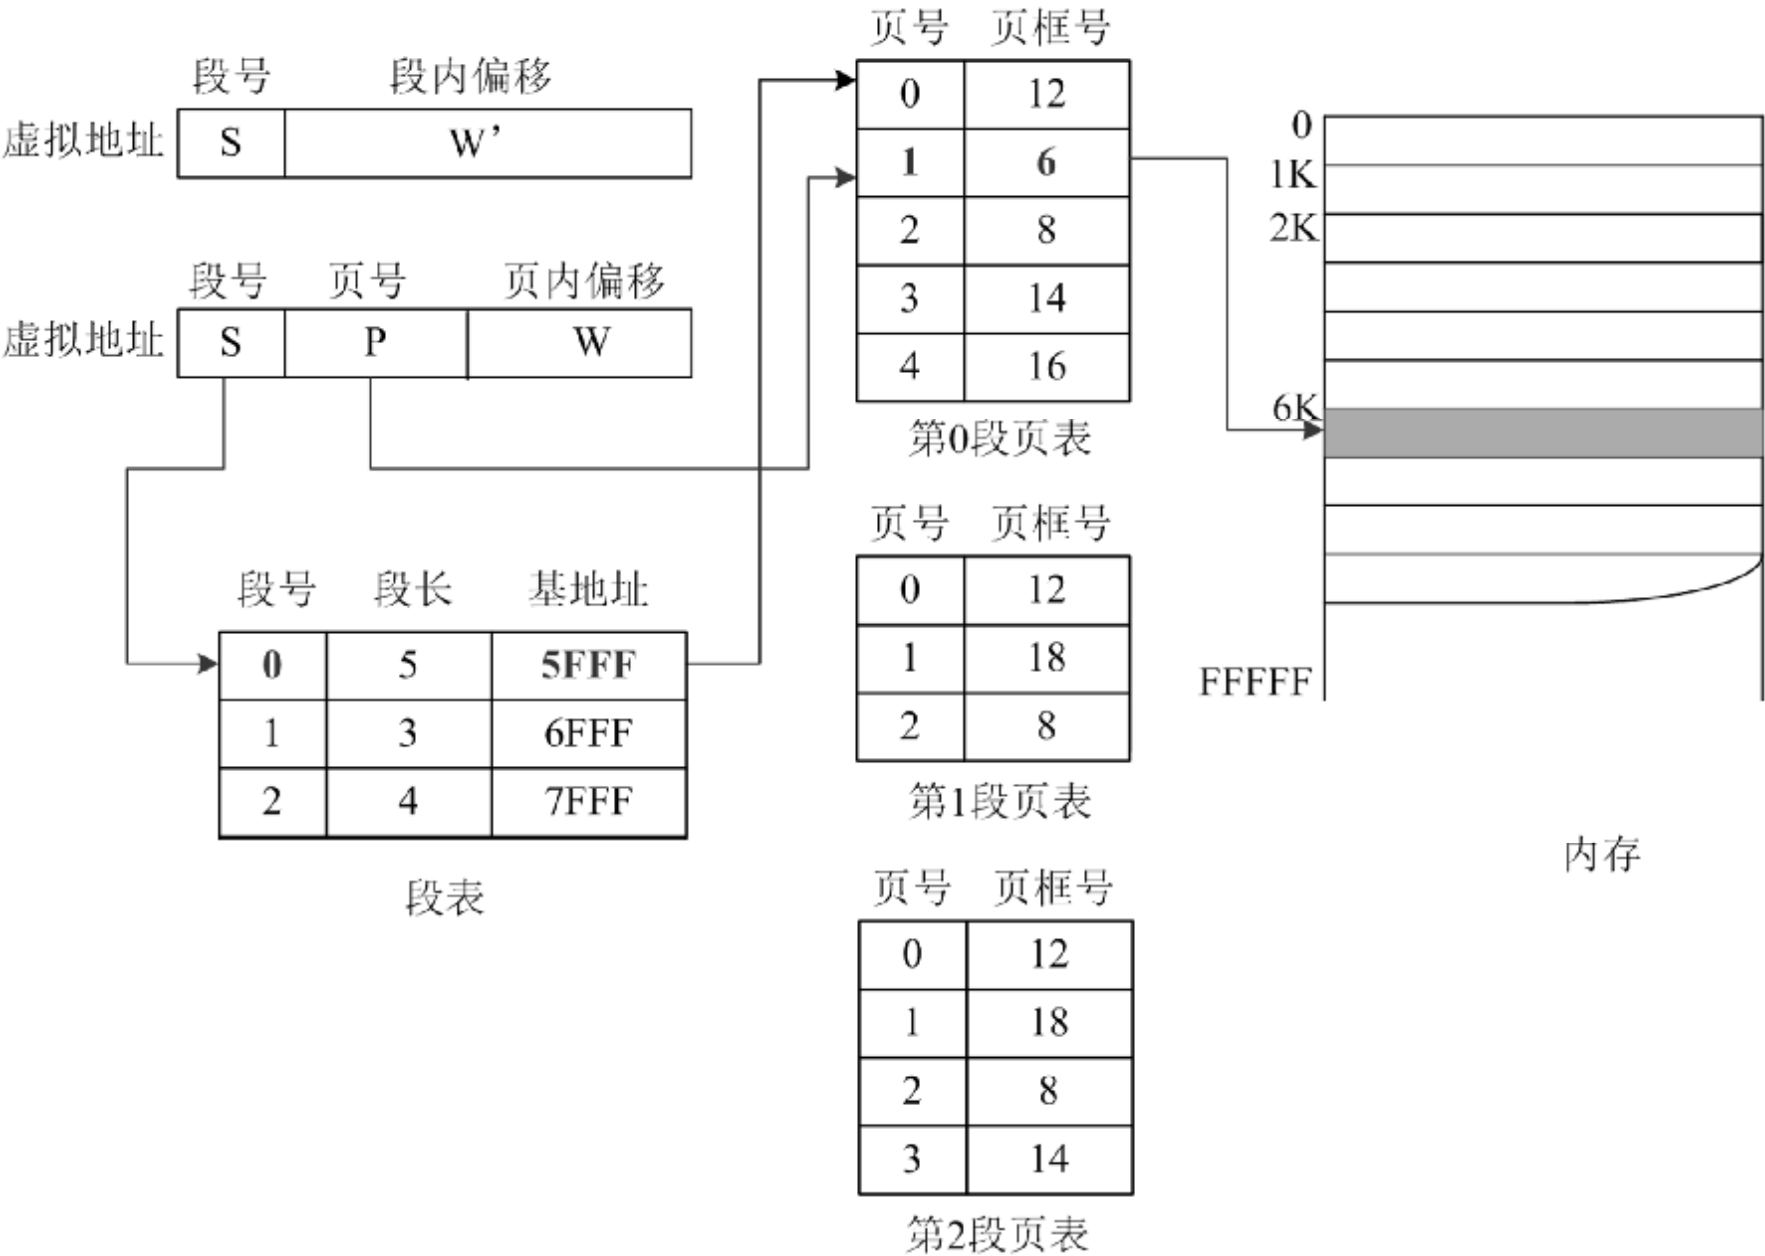 段号 段内偏移
虚拟地址 S W’
段号 页号 页内偏移
虚拟地址 S P W
段号 段长 基地址
0 5 5FFF
1 3 6FFF
2 4 7FFF
段表
页号 页框号
0 12
1 6
2 8
3 14
4 16
第0段页表
页号 页框号
0 12
1 18
2 8
第1段页表
页号 页框号
0 12
1 18
2 8
3 14
第2段页表
0
1K
2K
6K
FFFFF
内存